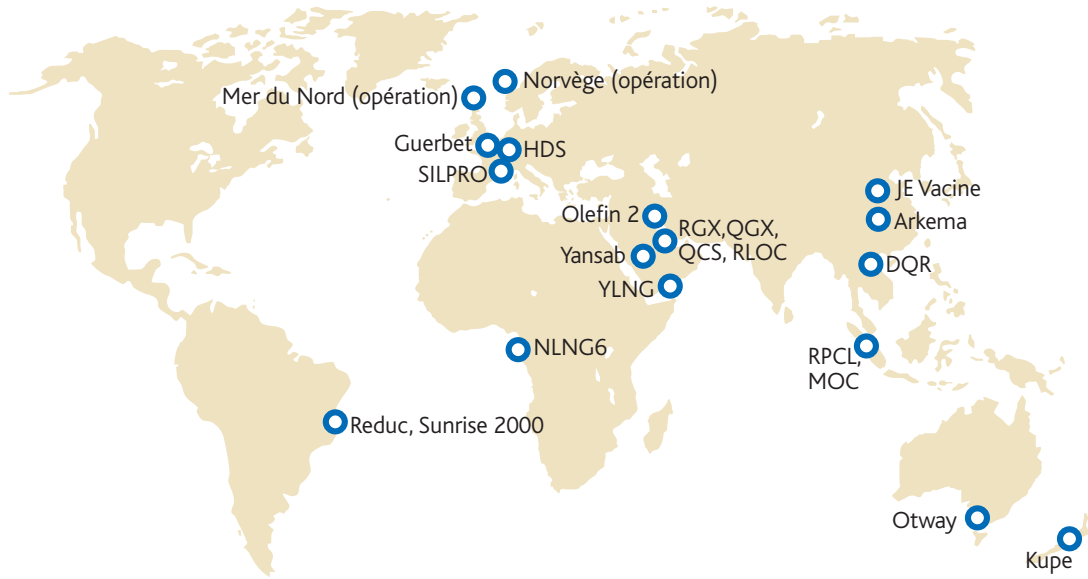 Norvège (opération)
Mer du Nord (opération)
Guerbet
HDS
SILPRO
JE Vacine
Olefin 2
Arkema
RGX,QGX,
QCS, RLOC
Yansab
DQR
YLNG
NLNG6
RPCL,
MOC
Reduc, Sunrise 2000
Otway
Kupe